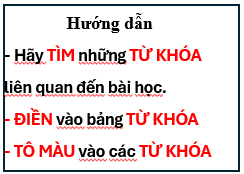 Hướng dẫn
- Hãy TÌM những TỪ KHÓA
liên quan đến bài học.
- ĐIỀN vào bảng TỪ KHÓA
- TÔ MÀU vào các TỪ KHÓA